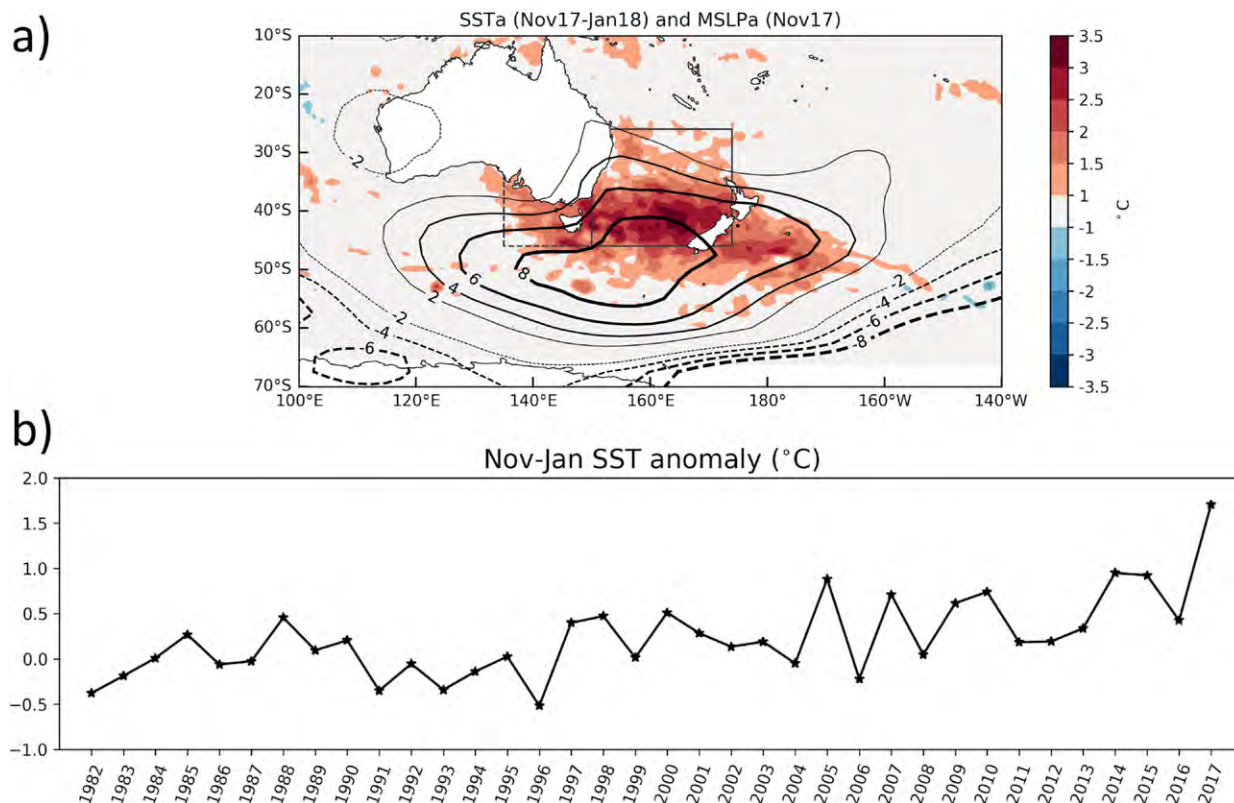 a)
SSTa (Nov17-Jan18) and MSLPa (Nov17)
10°S
20°S
30°S
40°S
50°S
60°S
70°S
100°E 120°E 140°E 160°E 180° 160°W 140°W
-2
2 4 6 8
-2 -4 -6 -8
-2
-4
-6
3.5
3
2.5
2
1.5
1
-1
-1.5
-2
-2.5
-3
-3.5
°C
b)
Nov-Jan SST anomaly (°C)
2.0
1.5
1.0
0.5
0.0
−0.5
−1.0
1982 1983 1984 1985 1986 1987 1988 1989 1990 1991 1992 1993 1994 1995 1996 1997 1998 1999 2000 2001 2002 2003 2004 2005 2006 2007 2008 2009 2010 2011 2012 2013 2014 2015 2016 2017